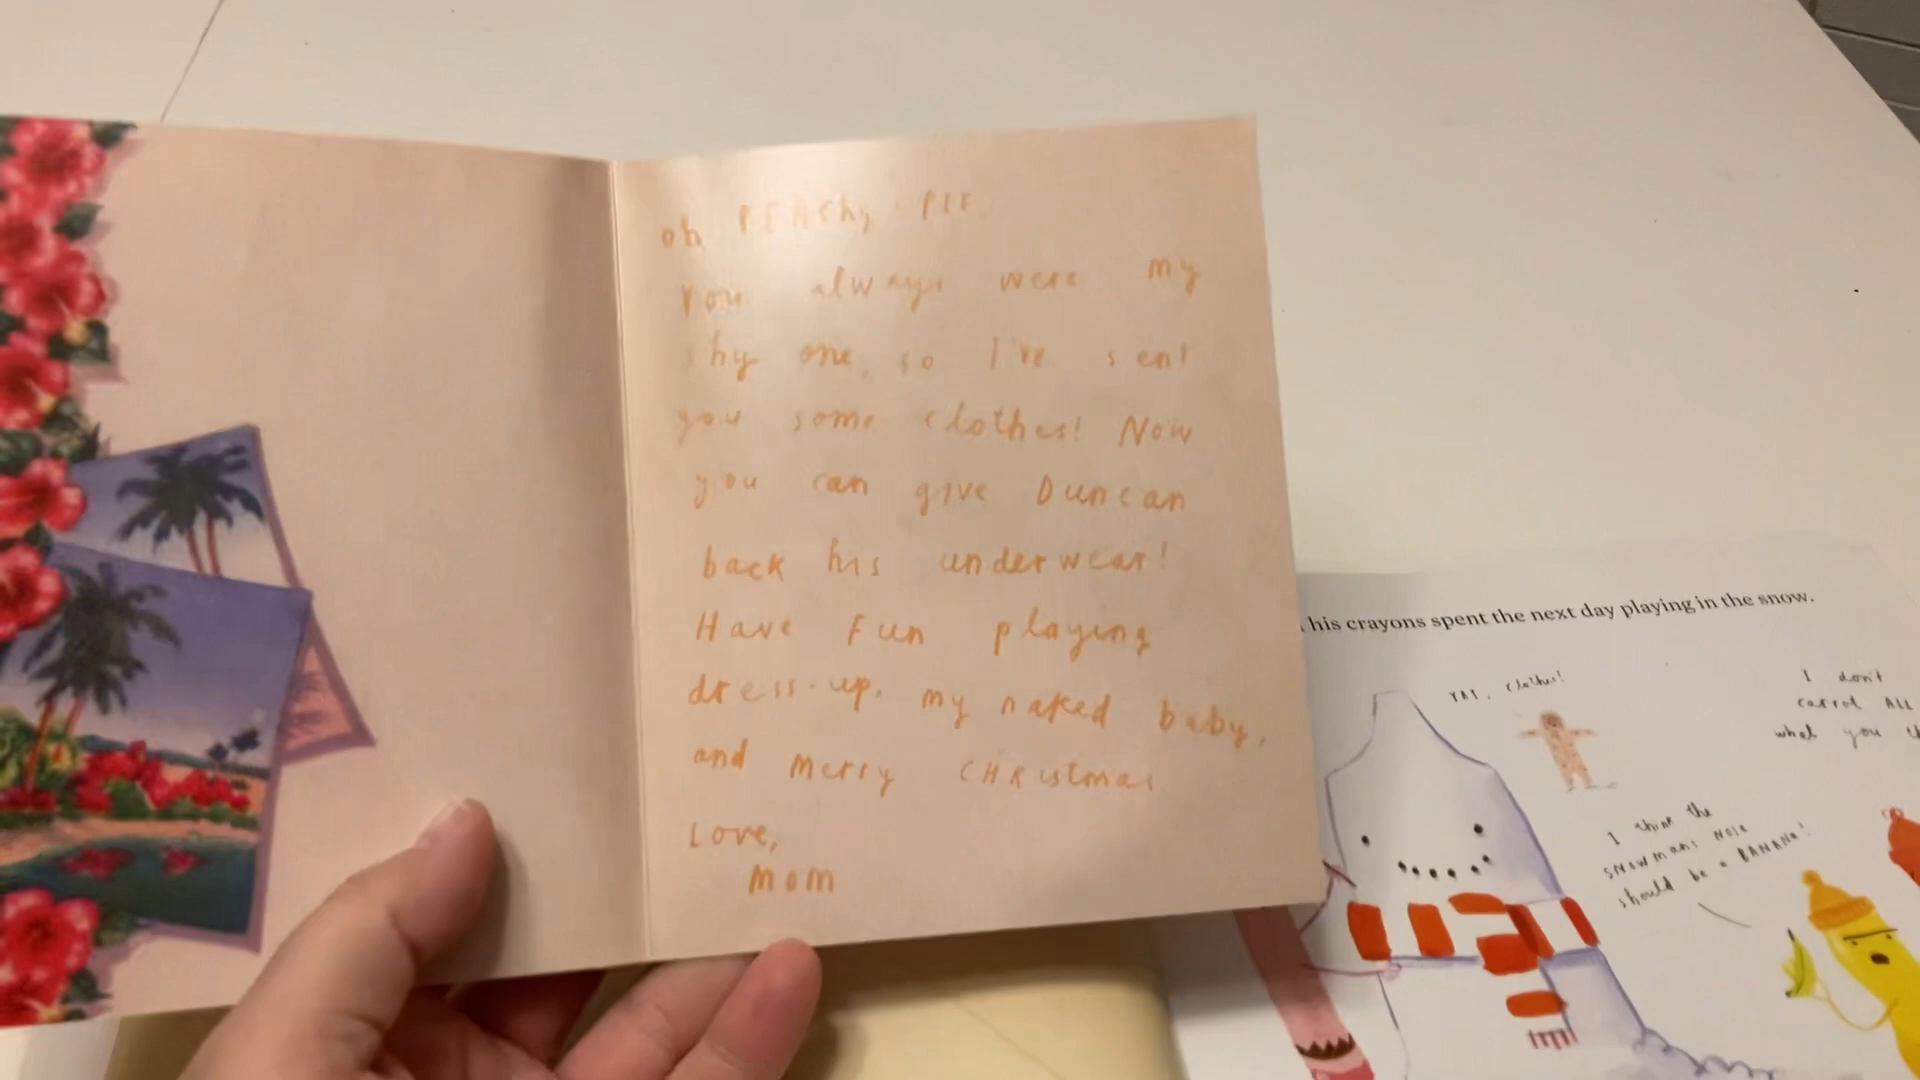 oh PEACHY PIE.
You always were my
shy one, so I've sent
you some clothes! Now
you can give Duncan
back his underwear!
Have fun playing
dress-up, my naked baby,
and merry CHRistmas
Love,
mom
his crayons spent the next day playing in the snow.
YAY, clothes!
I don't
carrot ALL
what you
I think the
snowmans nose
should be a BANANA!